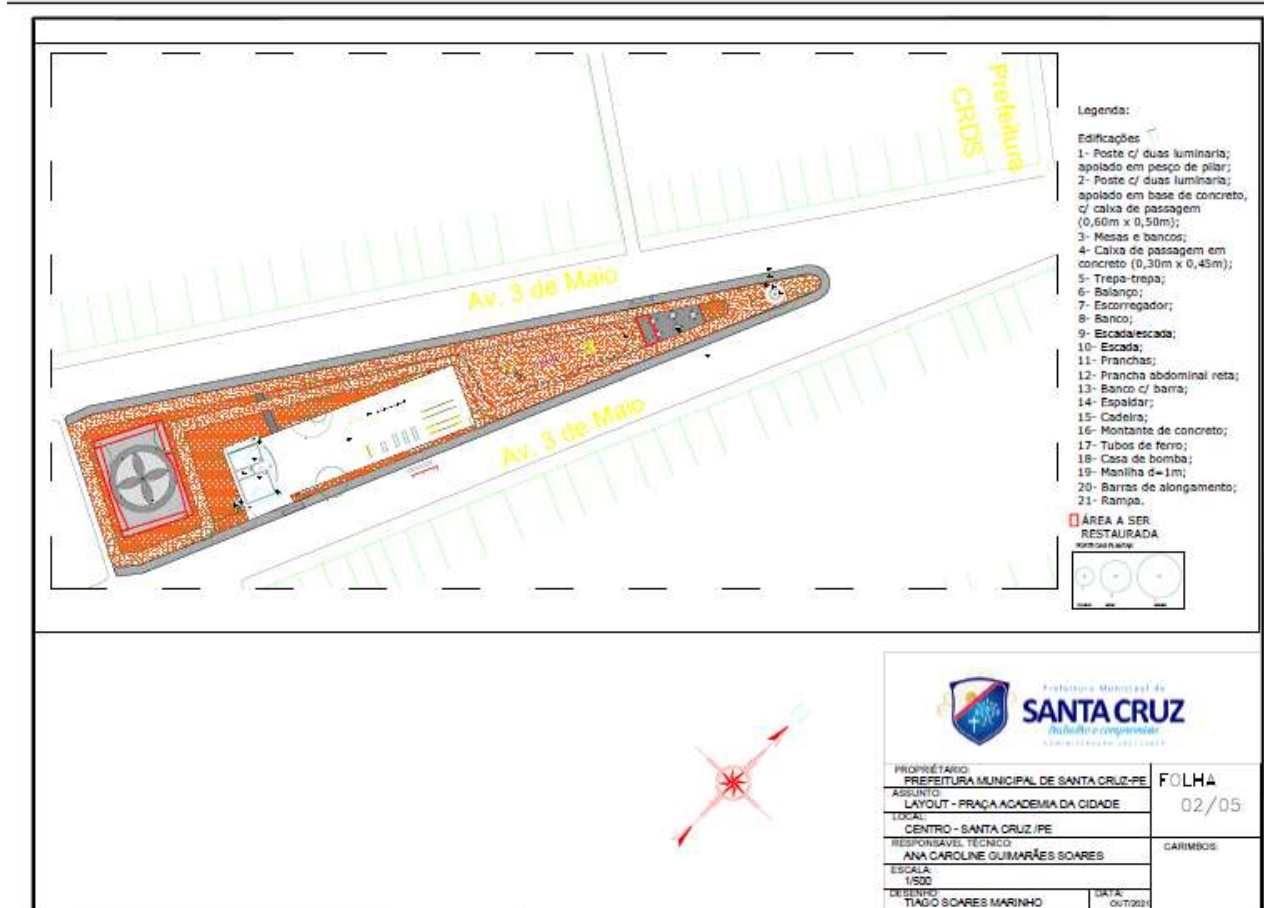 Prefeitura
CRDS
Av. 3 de Maio
Av. 3 de Maio
Legenda:
Edificações
1- Poste c/ duas luminaria;
apoiado em pesço de pilar;
2- Poste c/ duas luminaria;
apoiado em base de concreto,
c/ caixa de passagem
(0,60m x 0,50m);
3- Mesas e bancos;
4- Caixa de passagem em
concreto (0,30m x 0,45m);
5- Trepa-trepa;
6- Balanço;
7- Escorregador;
8- Banco;
9- Escada/escada;
10- Escada;
11- Pranchas;
12- Prancha abdominal reta;
13- Banco c/ barra;
14- Espaldar;
15- Cadeira;
16- Montante de concreto;
17- Tubos de ferro;
18- Casa de bomba;
19- Manilha d=1m;
20- Barras de alongamento;
21- Rampa.
ÁREA A SER
RESTAURADA
Prefeitura Municipal de
SANTA CRUZ
Trabalho e compromisso
PROPRIÉTARIO:
PREFEITURA MUNICIPAL DE SANTA CRUZ-PE
ASSUNTO:
LAYOUT - PRAÇA ACADEMIA DA CIDADE
LOCAL:
CENTRO - SANTA CRUZ /PE
RESPONSAVEL TÉCNICO:
ANA CAROLINE GUIMARÃES SOARES
ESCALA:
1/500
DESENHO:
TIAGO SOARES MARINHO
DATA:
OUT/2021
FOLHA
02/05
CARIMBOS: